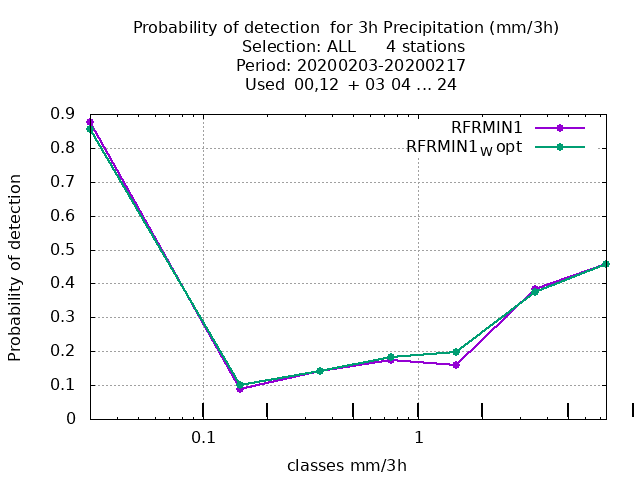 Probability of detection  for 3h Precipitation (mm/3h)
Selection: ALL      4 stations
Period: 20200203-20200217
Used  00,12  + 03 04 ... 24
RFRMIN1
RFRMIN1W opt
0.9
0.8
0.7
0.6
0.5
0.4
0.3
0.2
0.1
0
Probability of detection
0.1
1
classes mm/3h